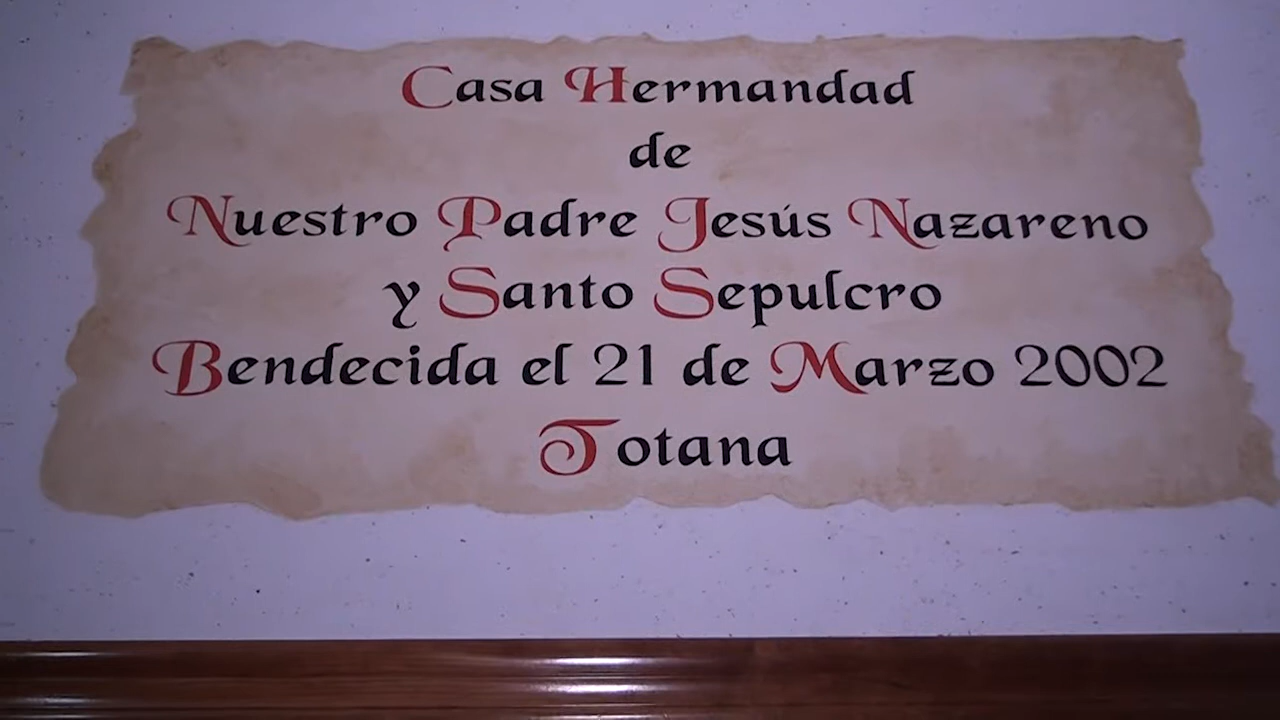 Casa Hermandad
de
Nuestro Padre Jesús Nazareno
y Santo Sepulcro
Bendecida el 21 de Marzo 2002
Totana